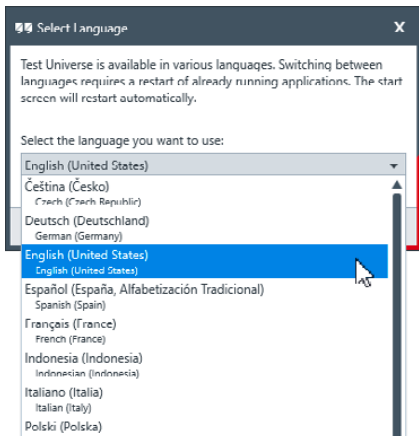 Select Language
X
Test Universe is available in various languages. Switching between
languages requires a restart of already running applications. The start
screen will restart automatically.
Select the language you want to use:
English (United States)
Čeština (Česko)
Czech (Czech Republic)
Deutsch (Deutschland)
German (Germany)
English (United States)
English (United States)
Español (España, Alfabetización Tradicional)
Spanish (Spain)
Français (France)
French (France)
Indonesia (Indonesia)
Indonesian (Indonesia)
Italiano (Italia)
Italian (Italy)
Polski (Polska)